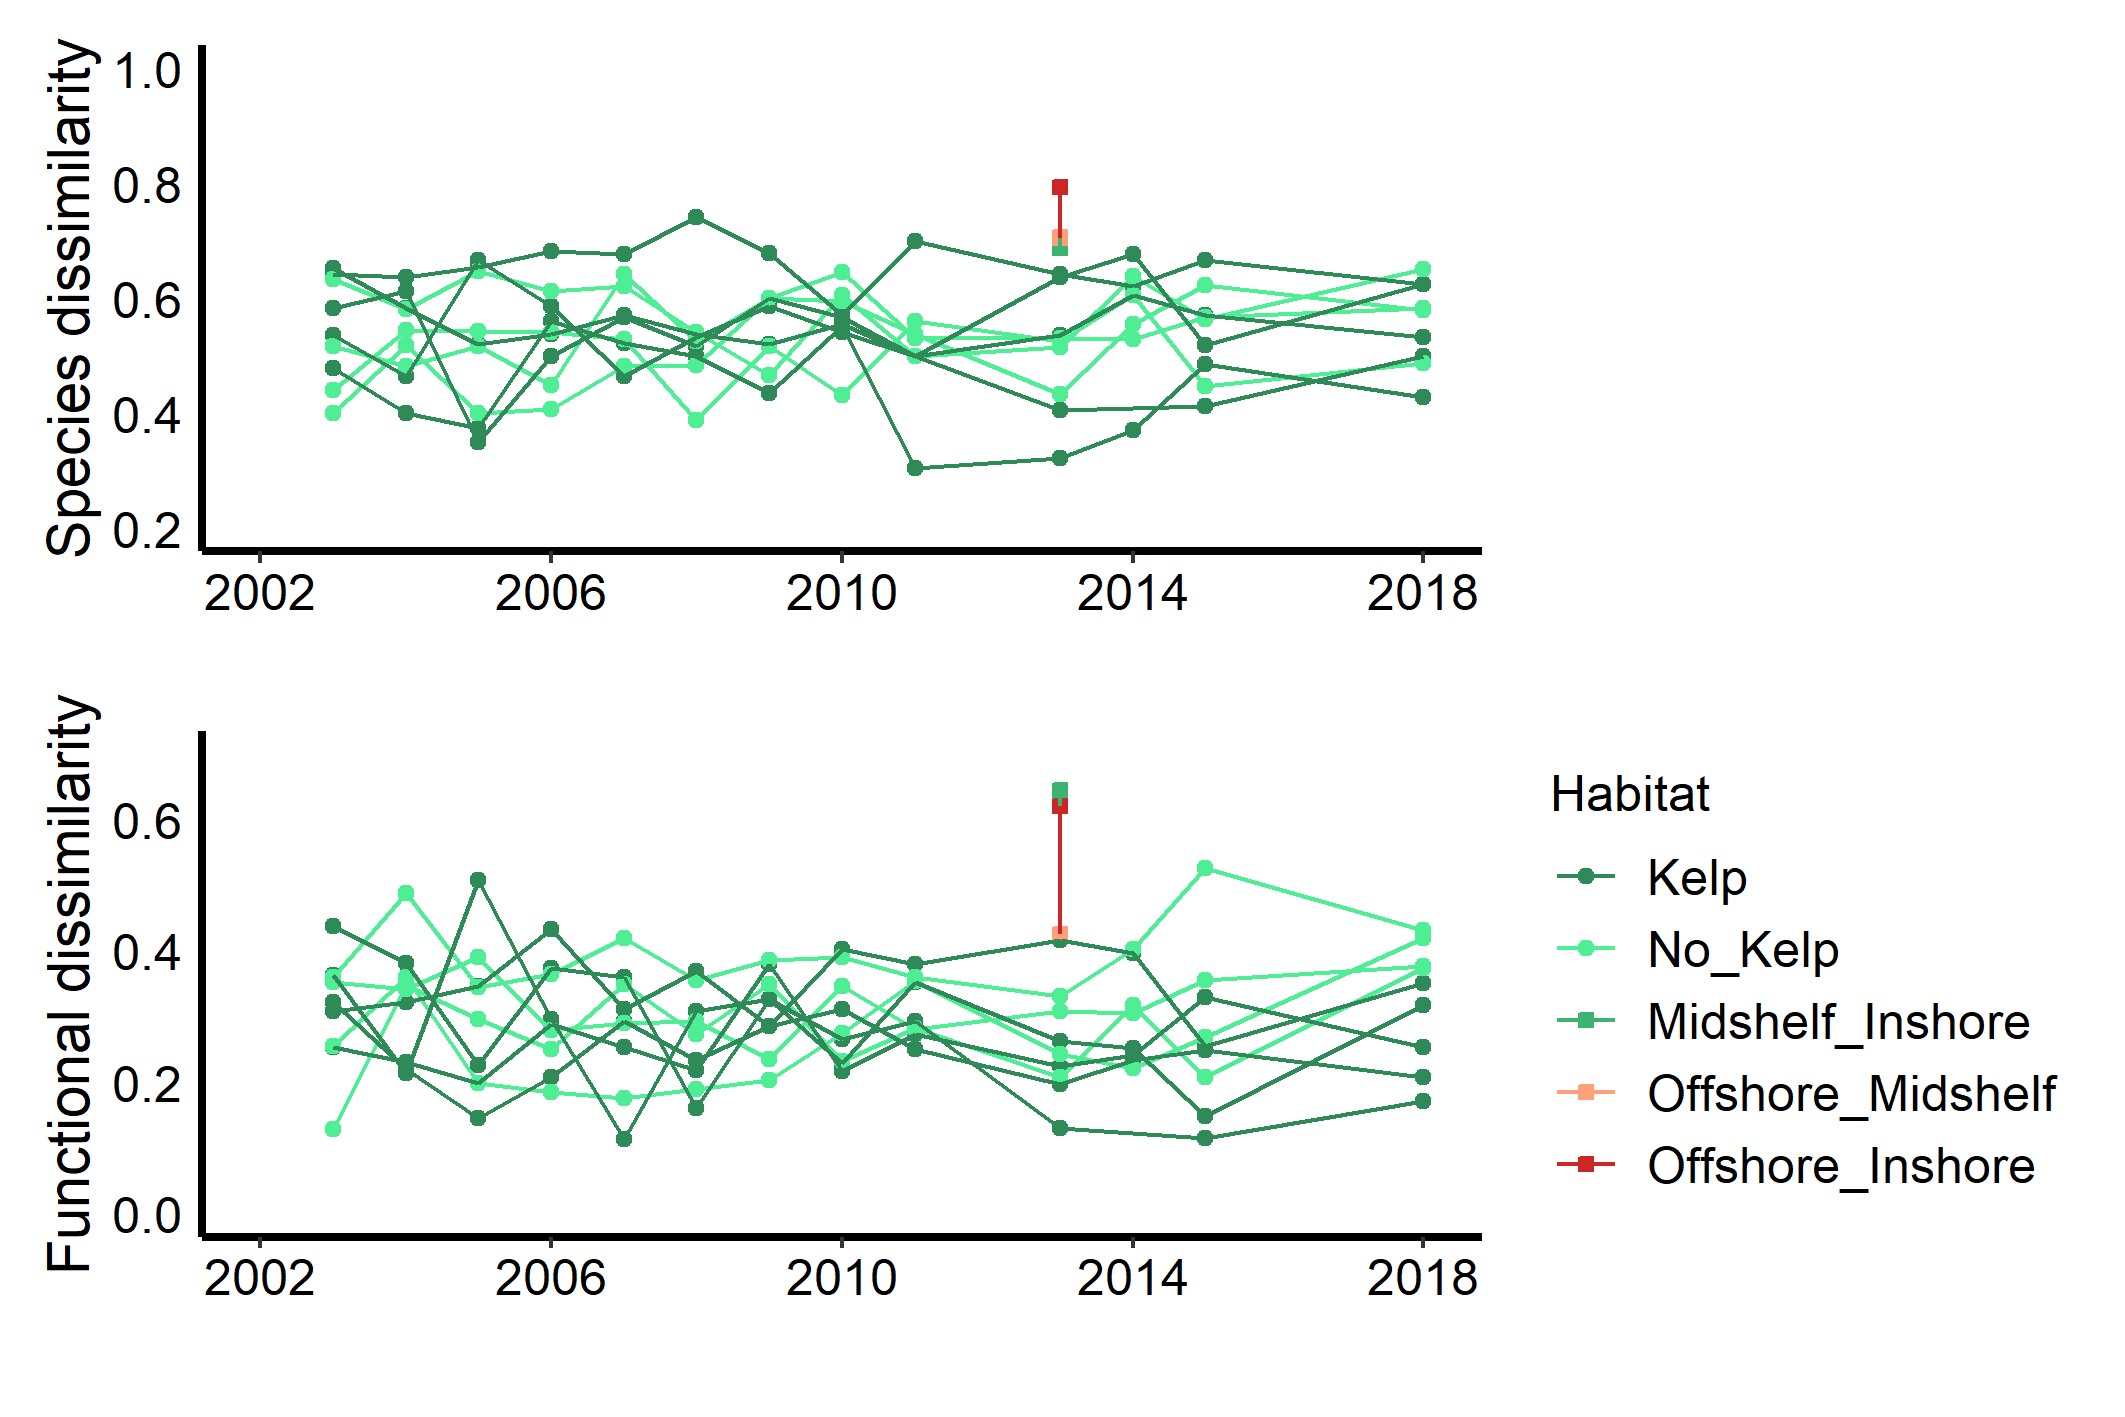 Species dissimilarity
1.0
0.8
0.6
0.4
0.2
2002 2006 2010 2014 2018
Functional dissimilarity
0.6
0.4
0.2
0.0
2002 2006 2010 2014 2018
Habitat
Kelp
No_Kelp
Midshelf_Inshore
Offshore_Midshelf
Offshore_Inshore